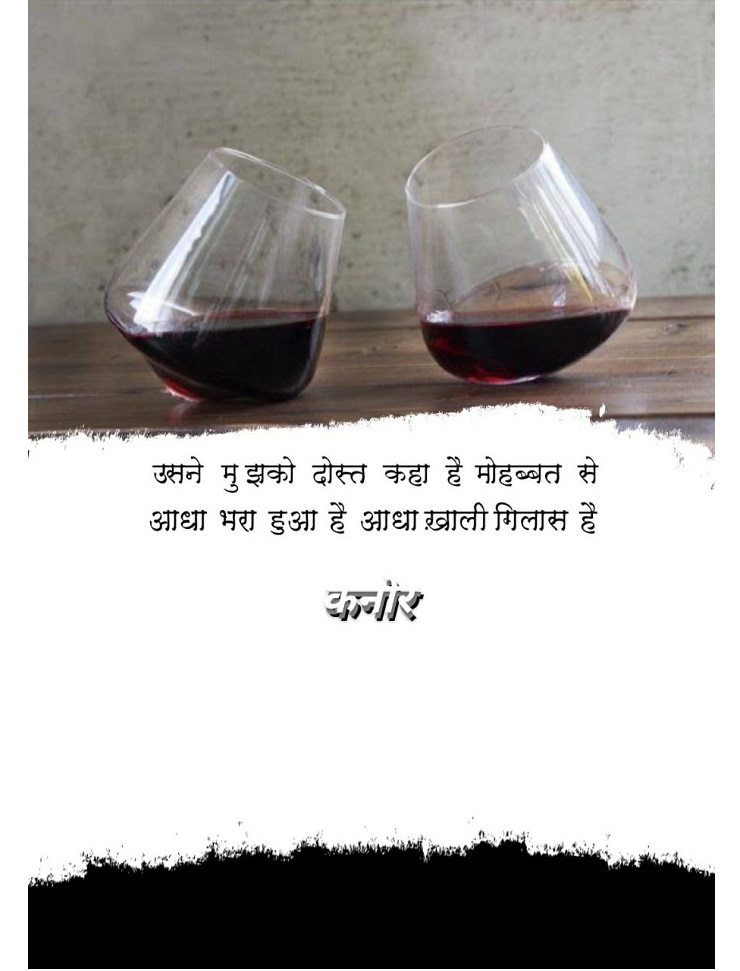 उसने मुझको दोस्त कहा है मोहब्बत से
आधा भरा हुआ है आधा ख़ाली गिलास है
कनीर